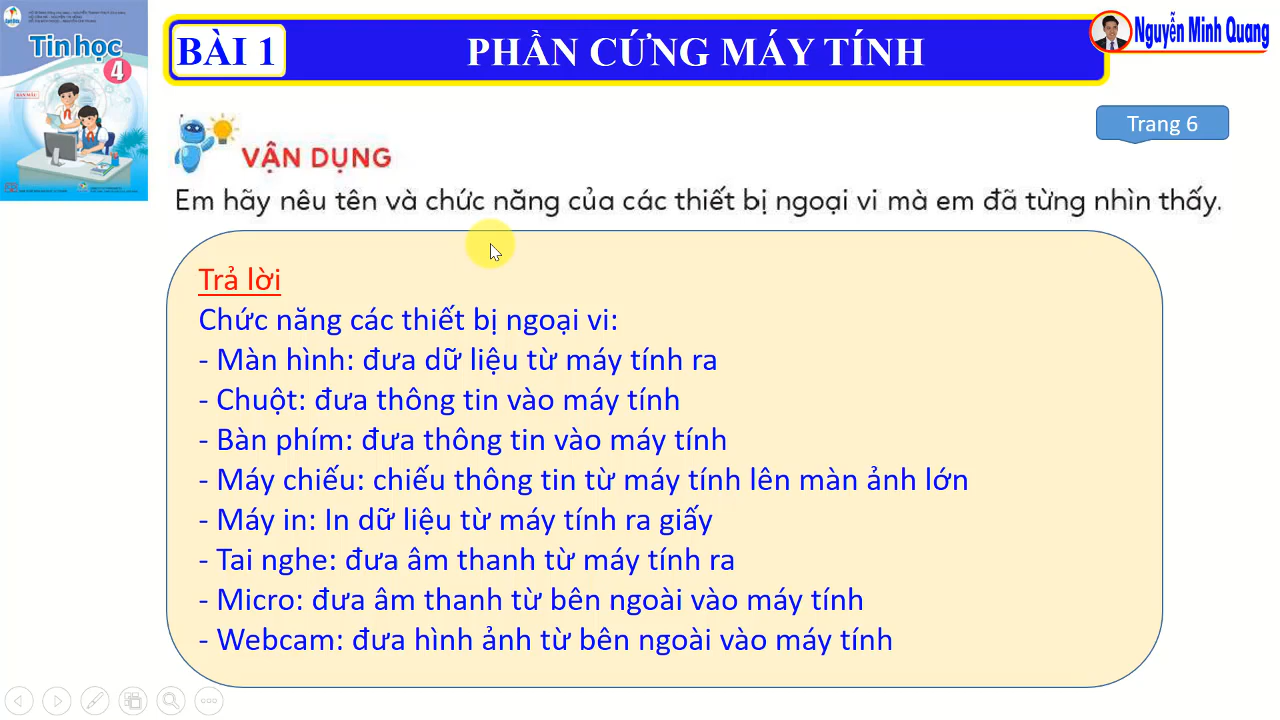 Tin học
4
BÀI 1
PHẦN CỨNG MÁY TÍNH
Nguyễn Minh Quang
Trang 6
VẬN DỤNG
Em hãy nêu tên và chức năng của các thiết bị ngoại vi mà em đã từng nhìn thấy.
Trả lời
Chức năng các thiết bị ngoại vi:
- Màn hình: đưa dữ liệu từ máy tính ra
- Chuột: đưa thông tin vào máy tính
- Bàn phím: đưa thông tin vào máy tính
- Máy chiếu: chiếu thông tin từ máy tính lên màn ảnh lớn
- Máy in: In dữ liệu từ máy tính ra giấy
- Tai nghe: đưa âm thanh từ máy tính ra
- Micro: đưa âm thanh từ bên ngoài vào máy tính
- Webcam: đưa hình ảnh từ bên ngoài vào máy tính